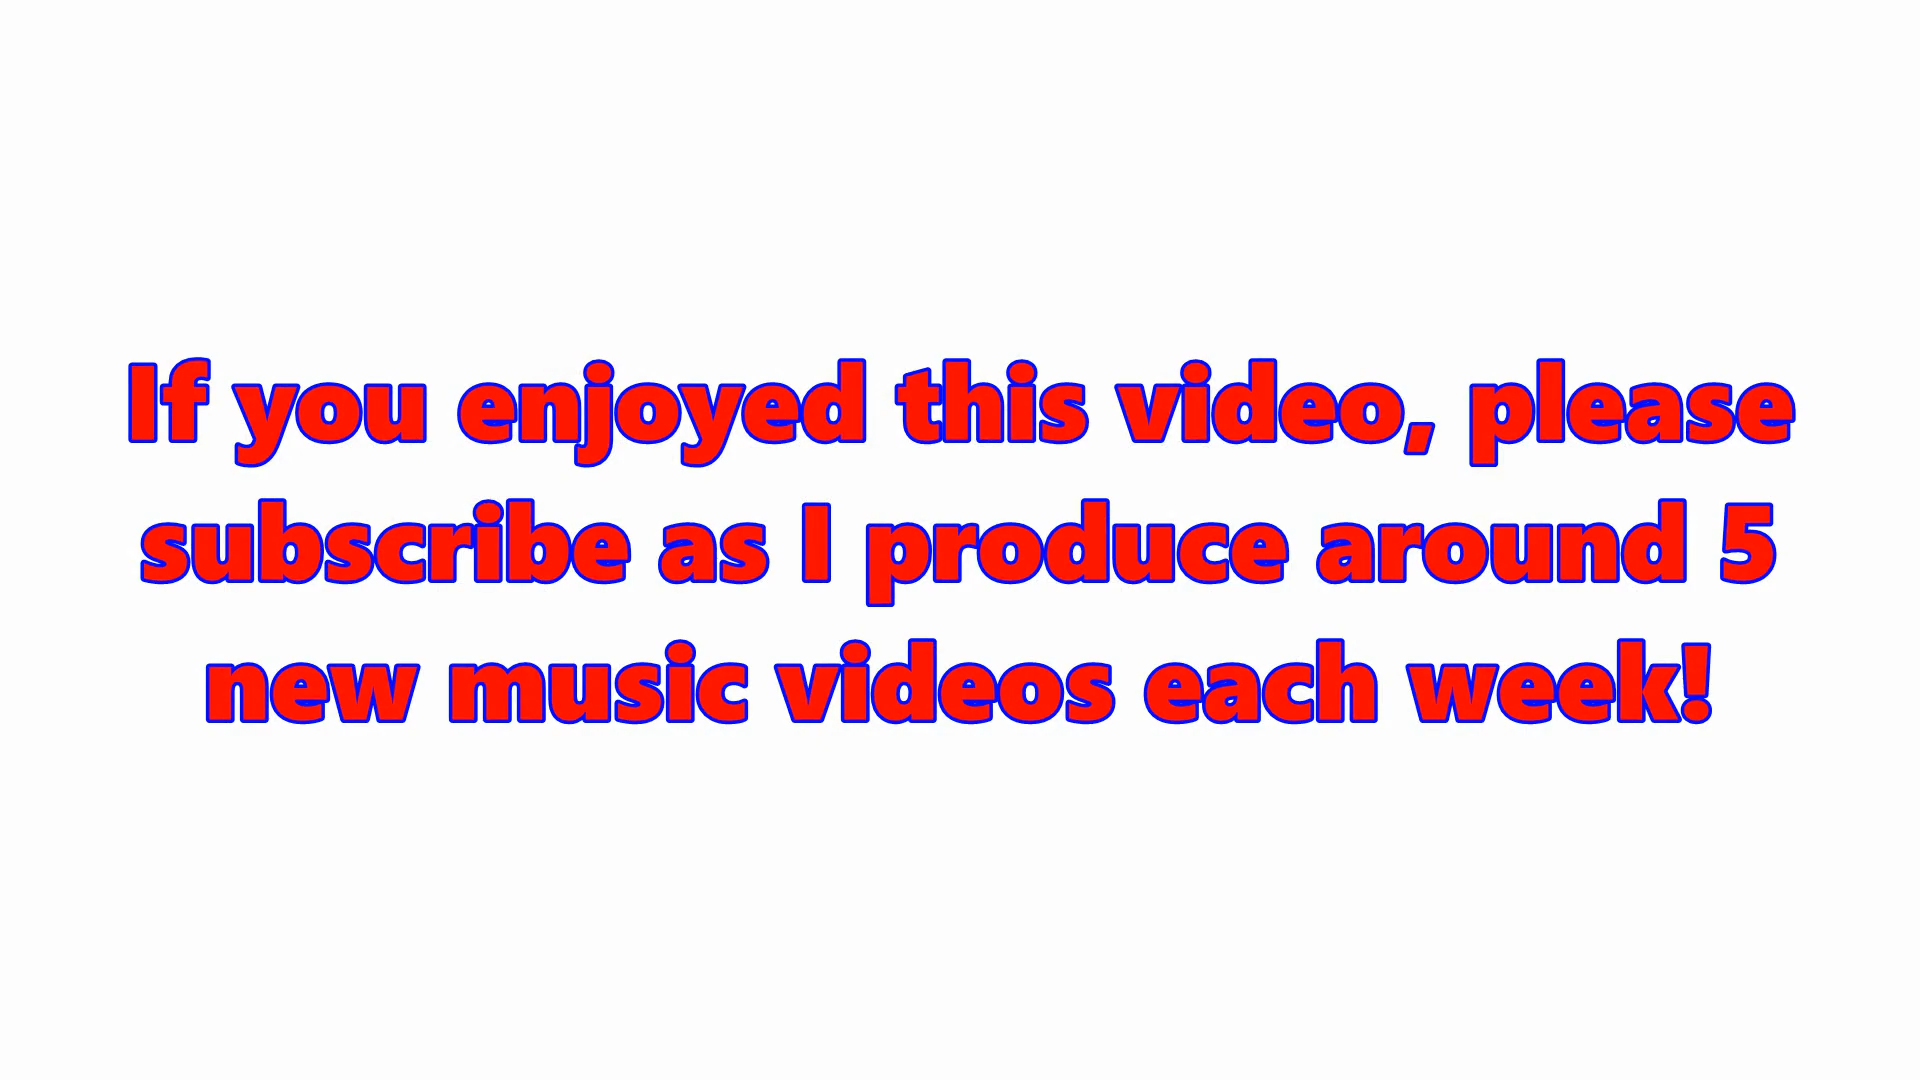 If you enjoyed this video, please
subscribe as I produce around 5
new music videos each week!